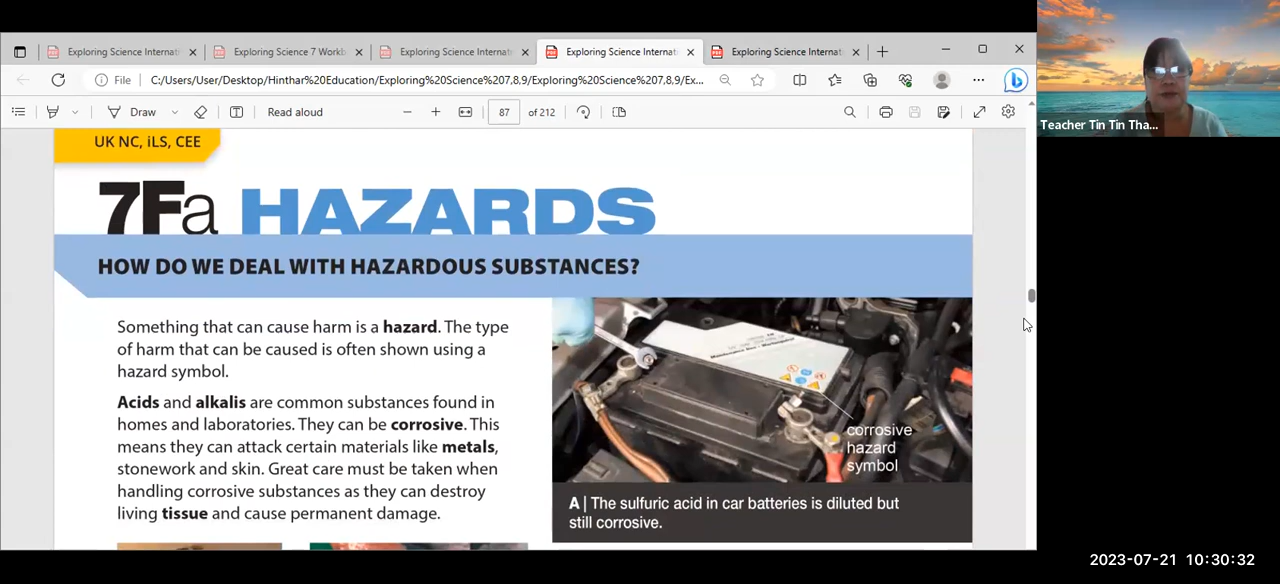 Exploring Science Internati
Exploring Science 7 Workb
Exploring Science Internati
Exploring Science Internati
Exploring Science Internati
File
C:/Users/User/Desktop/Hinthar%20Education/Exploring%20Science%207,8,9/Exploring%20Science%207,8,9/Ex...
Draw
Read aloud
87
of 212
Teacher Tin Tin Tha...
UK NC, iLS, CEE
7Fa HAZARDS
HOW DO WE DEAL WITH HAZARDOUS SUBSTANCES?
Something that can cause harm is a hazard. The type
of harm that can be caused is often shown using a
hazard symbol.
Acids and alkalis are common substances found in
homes and laboratories. They can be corrosive. This
means they can attack certain materials like metals,
stonework and skin. Great care must be taken when
handling corrosive substances as they can destroy
living tissue and cause permanent damage.
corrosive
hazard
symbol
A | The sulfuric acid in car batteries is diluted but
still corrosive.
2023-07-21 10:30:32